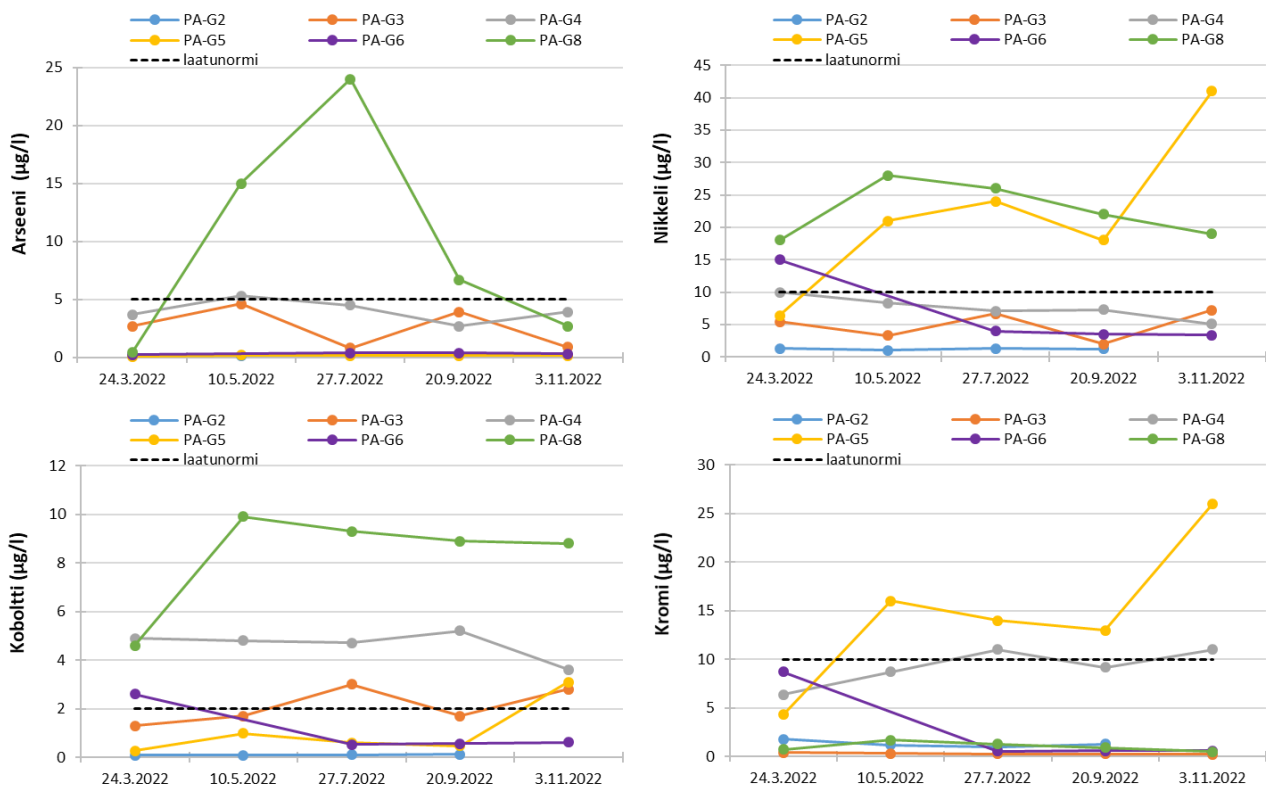 PA-G2 PA-G3 PA-G4
PA-G5 PA-G6 PA-G8
laatunormi
Arseeni (µg/l)
25
20
15
10
5
0
24.3.2022 10.5.2022 27.7.2022 20.9.2022 3.11.2022
PA-G2 PA-G3 PA-G4
PA-G5 PA-G6 PA-G8
laatunormi
Nikkeli (µg/l)
45
40
35
30
25
20
15
10
5
0
24.3.2022 10.5.2022 27.7.2022 20.9.2022 3.11.2022
PA-G2 PA-G3 PA-G4
PA-G5 PA-G6 PA-G8
laatunormi
Koboltti (µg/l)
12
10
8
6
4
2
0
24.3.2022 10.5.2022 27.7.2022 20.9.2022 3.11.2022
PA-G2 PA-G3 PA-G4
PA-G5 PA-G6 PA-G8
laatunormi
Kromi (µg/l)
30
25
20
15
10
5
0
24.3.2022 10.5.2022 27.7.2022 20.9.2022 3.11.2022